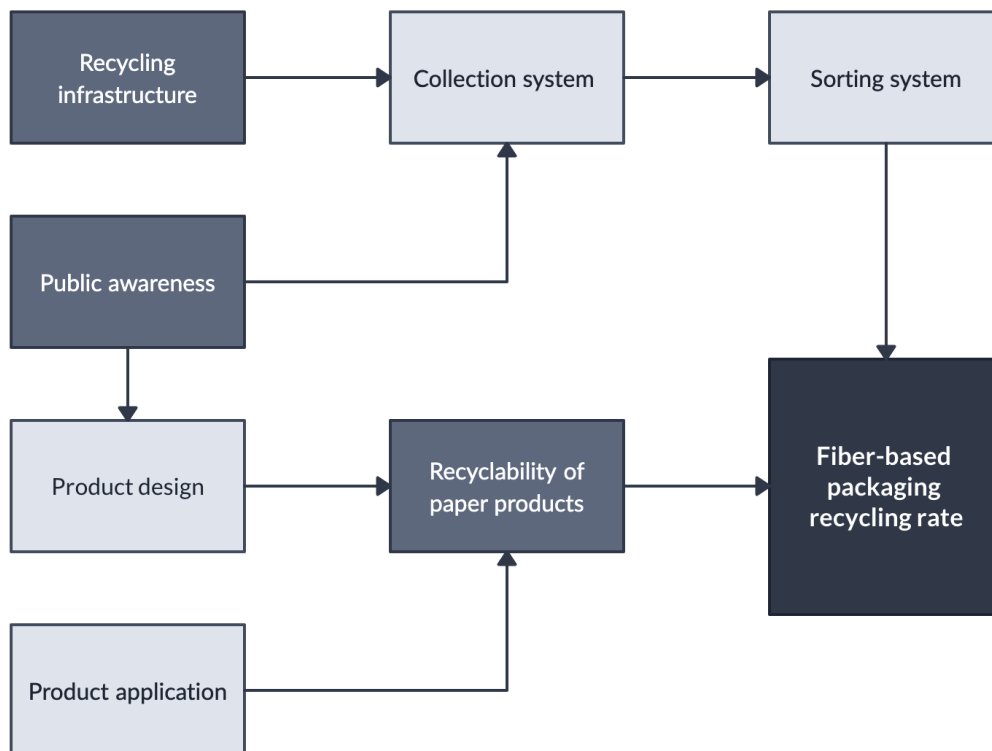 Recycling
infrastructure
Collection system
Sorting system
Public awareness
Product design
Recyclability of
paper products
Fiber-based
packaging
recycling rate
Product application